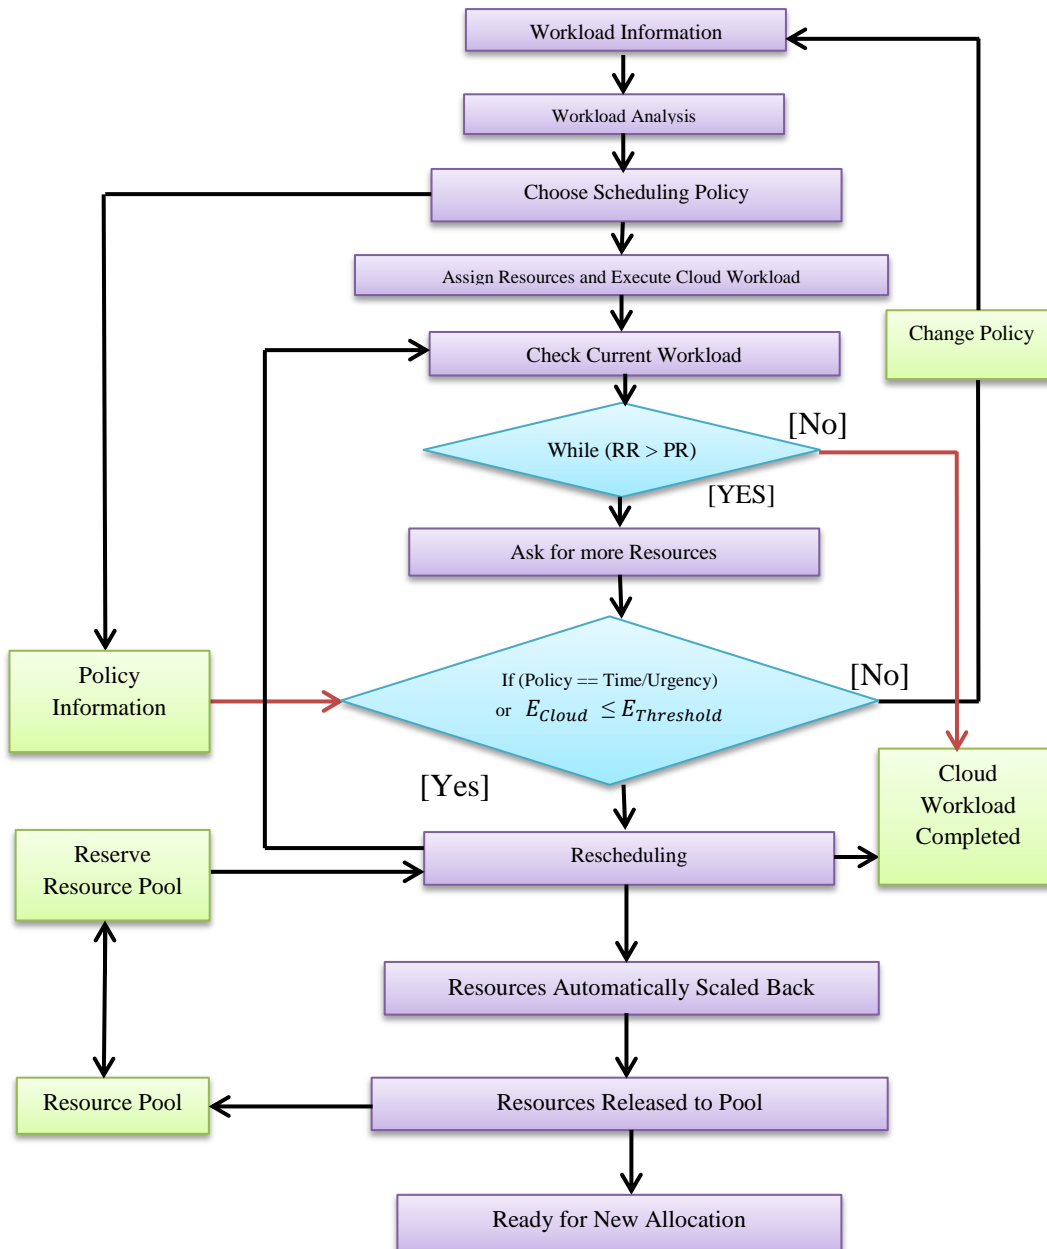 Workload Information
Workload Analysis
Choose Scheduling Policy
Assign Resources and Execute Cloud Workload
Change Policy
Check Current Workload
[No]
While (RR > PR)
[YES]
Ask for more Resources
Policy
Information
If (Policy == Time/Urgency)
or E_Cloud ≤ E_Threshold
[No]
[Yes]
Cloud
Workload
Completed
Reserve
Resource Pool
Rescheduling
Resources Automatically Scaled Back
Resource Pool
Resources Released to Pool
Ready for New Allocation